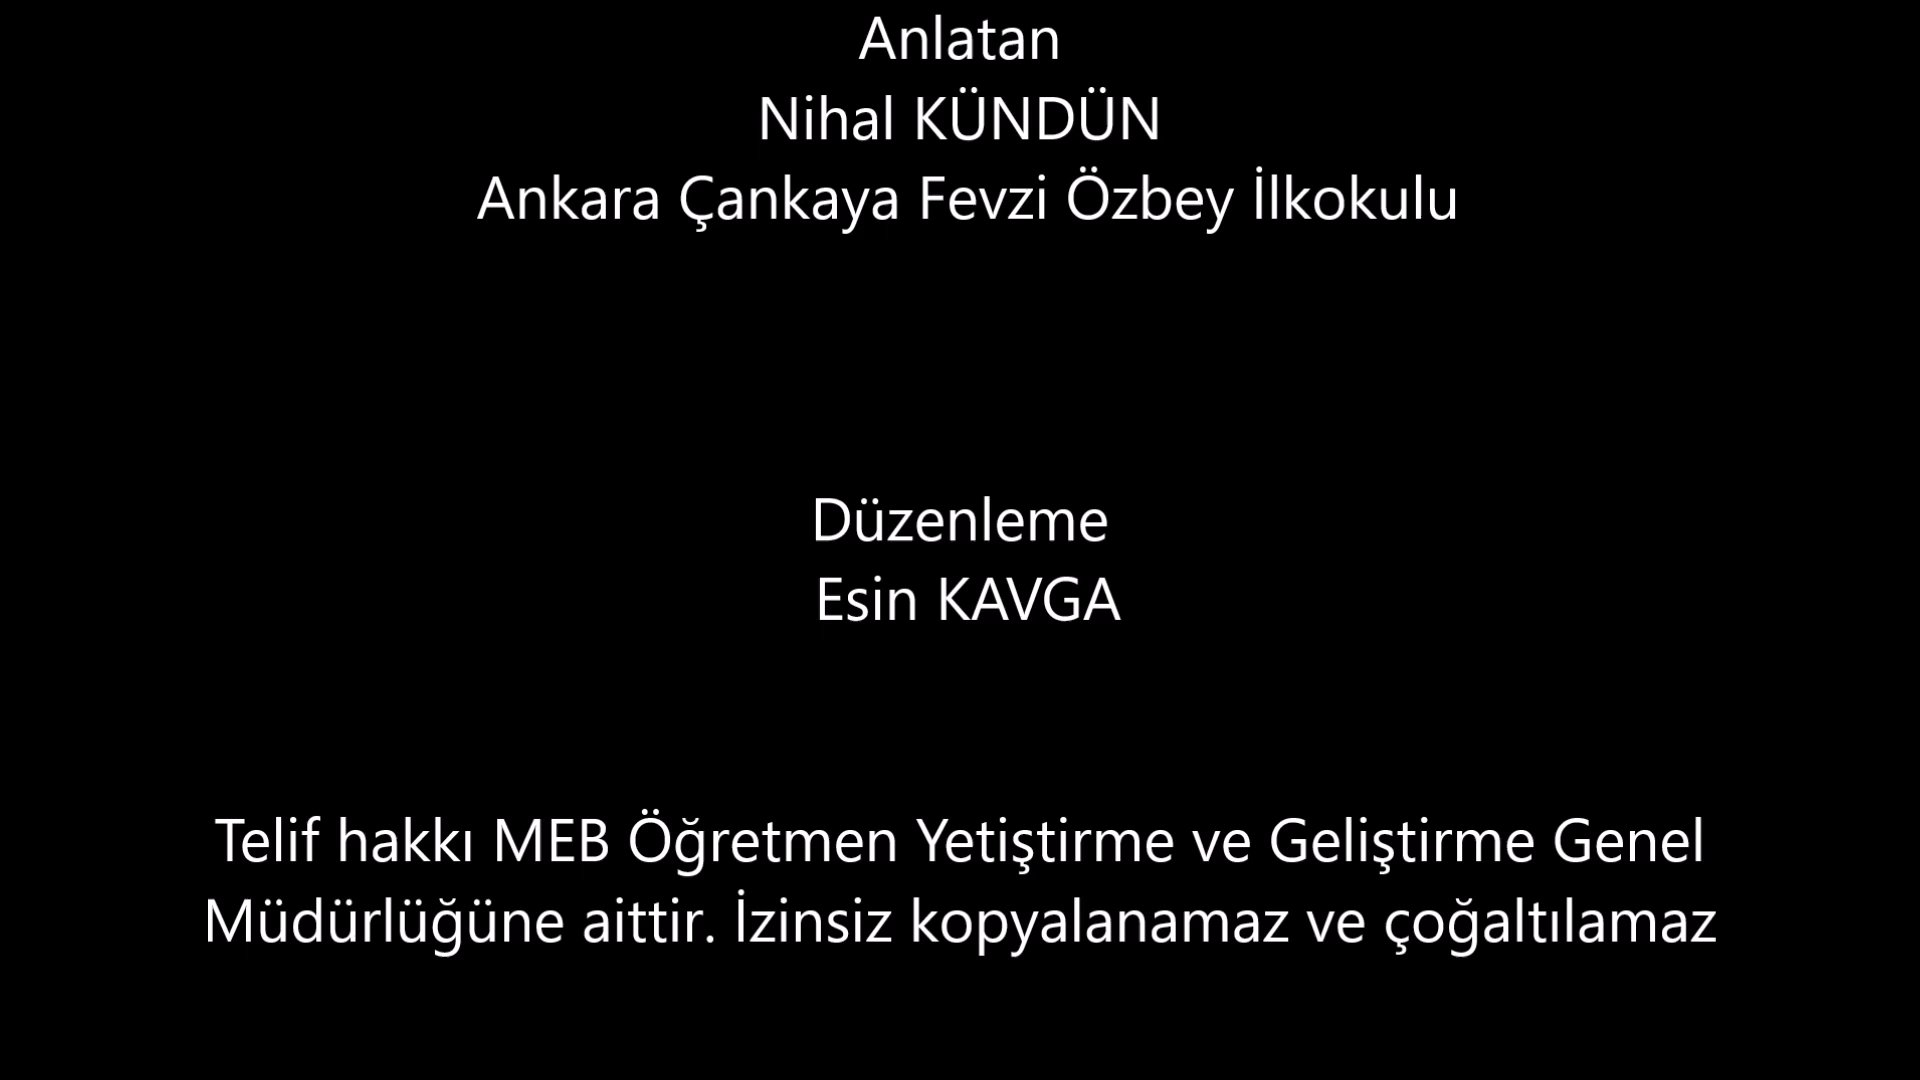 Anlatan
Nihal KÜNDÜN
Ankara Çankaya Fevzi Özbey İlkokulu
Düzenleme
Esin KAVGA
Telif hakkı MEB Öğretmen Yetiştirme ve Geliştirme Genel
Müdürlüğüne aittir. İzinsiz kopyalanamaz ve çoğaltılamaz